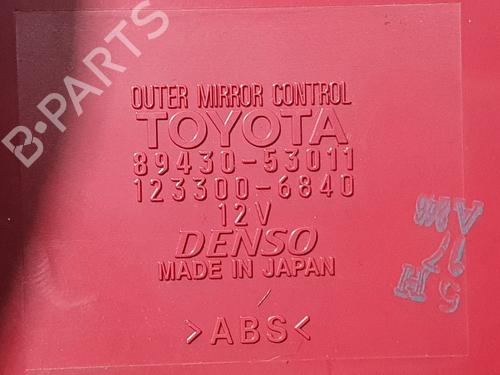 B-PARTS
OUTER MIRROR CONTROL
TOYOTA
89430-53011
123300-6840
12V
DENSO
MADE IN JAPAN
>ABS<